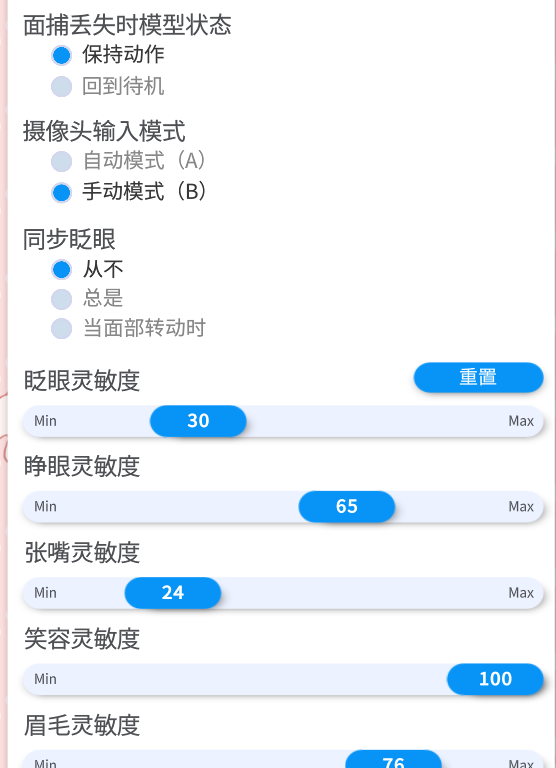 面捕丢失时模型状态
保持动作
回到待机
摄像头输入模式
自动模式（A）
手动模式（B）
同步眨眼
从不
总是
当面部转动时
眨眼灵敏度 重置
Min 30 Max
睁眼灵敏度
Min 65 Max
张嘴灵敏度
Min 24 Max
笑容灵敏度
Min 100
眉毛灵敏度
Min 76 Max